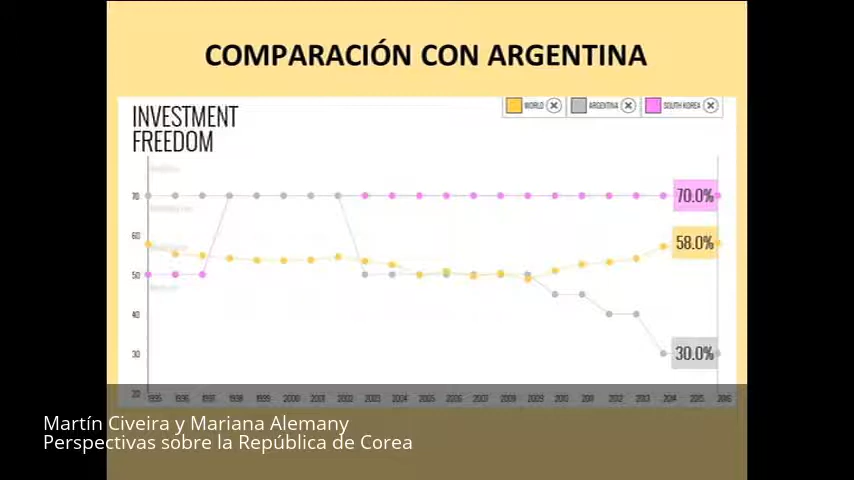 COMPARACIÓN CON ARGENTINA
INVESTMENT
FREEDOM
WORLD ARGENTINA SOUTH KOREA
70
60
50
40
30
20
70.0%
58.0%
30.0%
1995 1996 1997 1998 1999 2000 2001 2002 2003 2004 2005 2006 2007 2008 2009 2010 2011 2012 2013 2014 2015 2016
Martín Civeira y Mariana Alemany
Perspectivas sobre la República de Corea